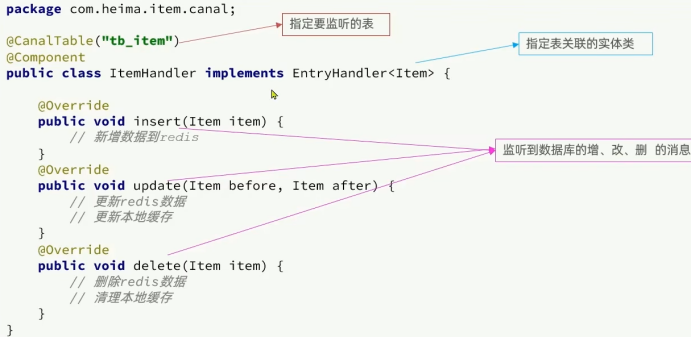 package com.heima.item.canal;
指定要监听的表
@CanalTable("tb_item")
@Component
指定表关联的实体类
public class ItemHandler implements EntryHandler<Item> {
@Override
public void insert(Item item) {
// 新增数据到redis
}
监听到数据库的增、改、删 的消息
@Override
public void update(Item before, Item after) {
// 更新redis数据
// 更新本地缓存
}
@Override
public void delete(Item item) {
// 删除redis数据
// 清理本地缓存
}
}